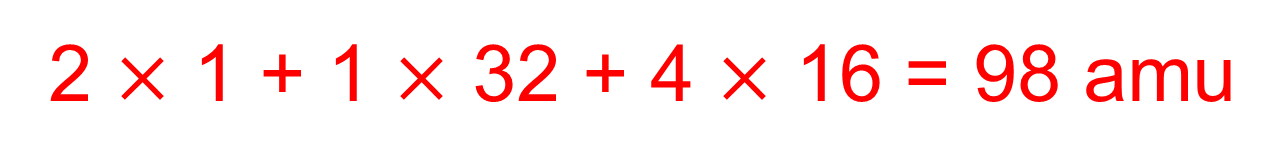 2 × 1 + 1 × 32 + 4 × 16 = 98 amu